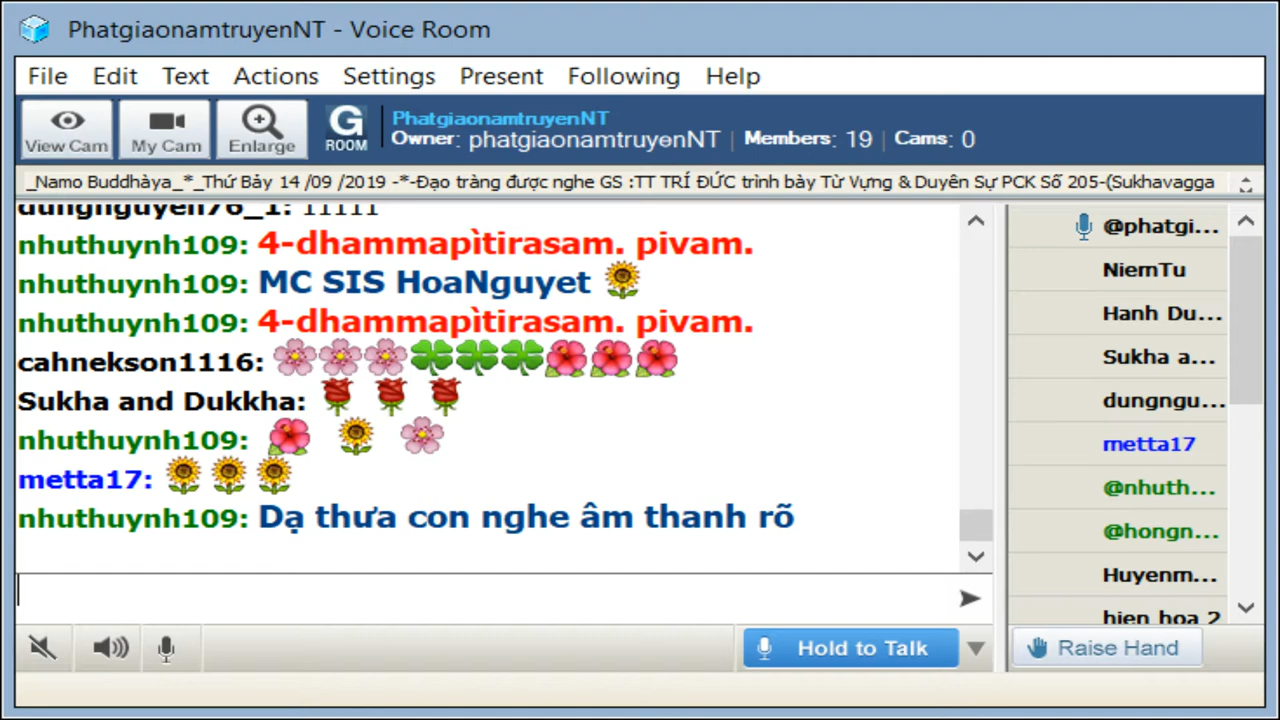 PhatgiaonamtruyenNT - Voice Room
File Edit Text Actions Settings Present Following Help
View Cam My Cam Enlarge G ROOM
PhatgiaonamtruyenNT
Owner: phatgiaonamtruyenNT | Members: 19 | Cams: 0
_Namo Buddhàya_*_Thứ Bảy 14 /09 /2019 -*-Đạo tràng được nghe GS :TT TRÍ ĐỨC trình bày Từ Vựng & Duyên Sự PCK Số 205-(Sukhavagga
dungnguyen76_1: 11111
nhuthuynh109: 4-dhammapìtirasam. pivam.
nhuthuynh109: MC SIS HoaNguyet
nhuthuynh109: 4-dhammapìtirasam. pivam.
cahnekson1116:
Sukha and Dukkha:
nhuthuynh109:
metta17:
nhuthuynh109: Dạ thưa con nghe âm thanh rõ
@phatgi...
NiemTu
Hanh Du...
Sukha a...
dungngu...
metta17
@nhuth...
@hongn...
Huyenm...
hien hoa 2
Hold to Talk
Raise Hand